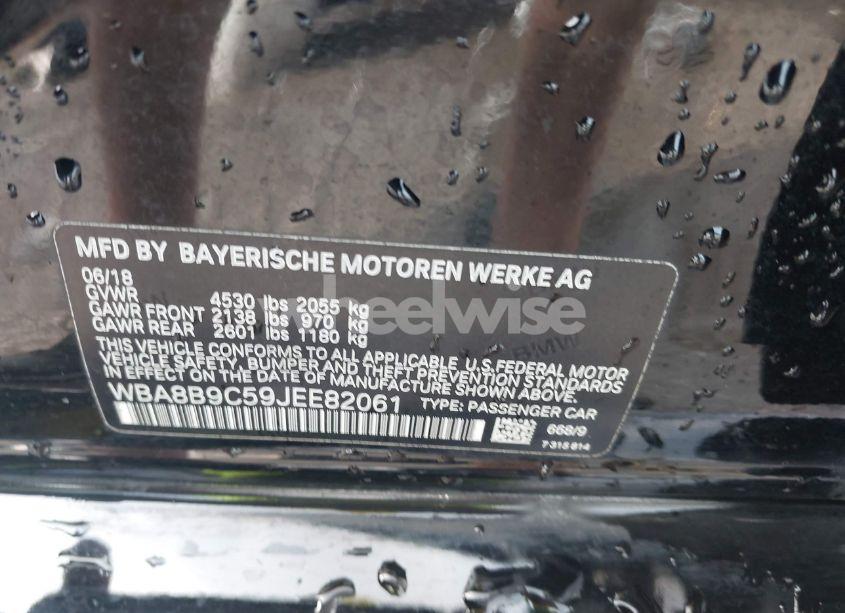 MFD BY BAYERISCHE MOTOREN WERKE AG
06/18
GVWR 4530 lbs 2055 kg
GAWR FRONT 2138 lbs 970 kg
GAWR REAR 2601 lbs 1180 kg
THIS VEHICLE CONFORMS TO ALL APPLICABLE U.S. FEDERAL MOTOR
VEHICLE SAFETY, BUMPER AND THEFT PREVENTION STANDARDS
IN EFFECT ON THE DATE OF MANUFACTURE SHOWN ABOVE.
WBA8B9C59JEE82061 TYPE: PASSENGER CAR
668/9
7 315 614
wheelwise
BMW